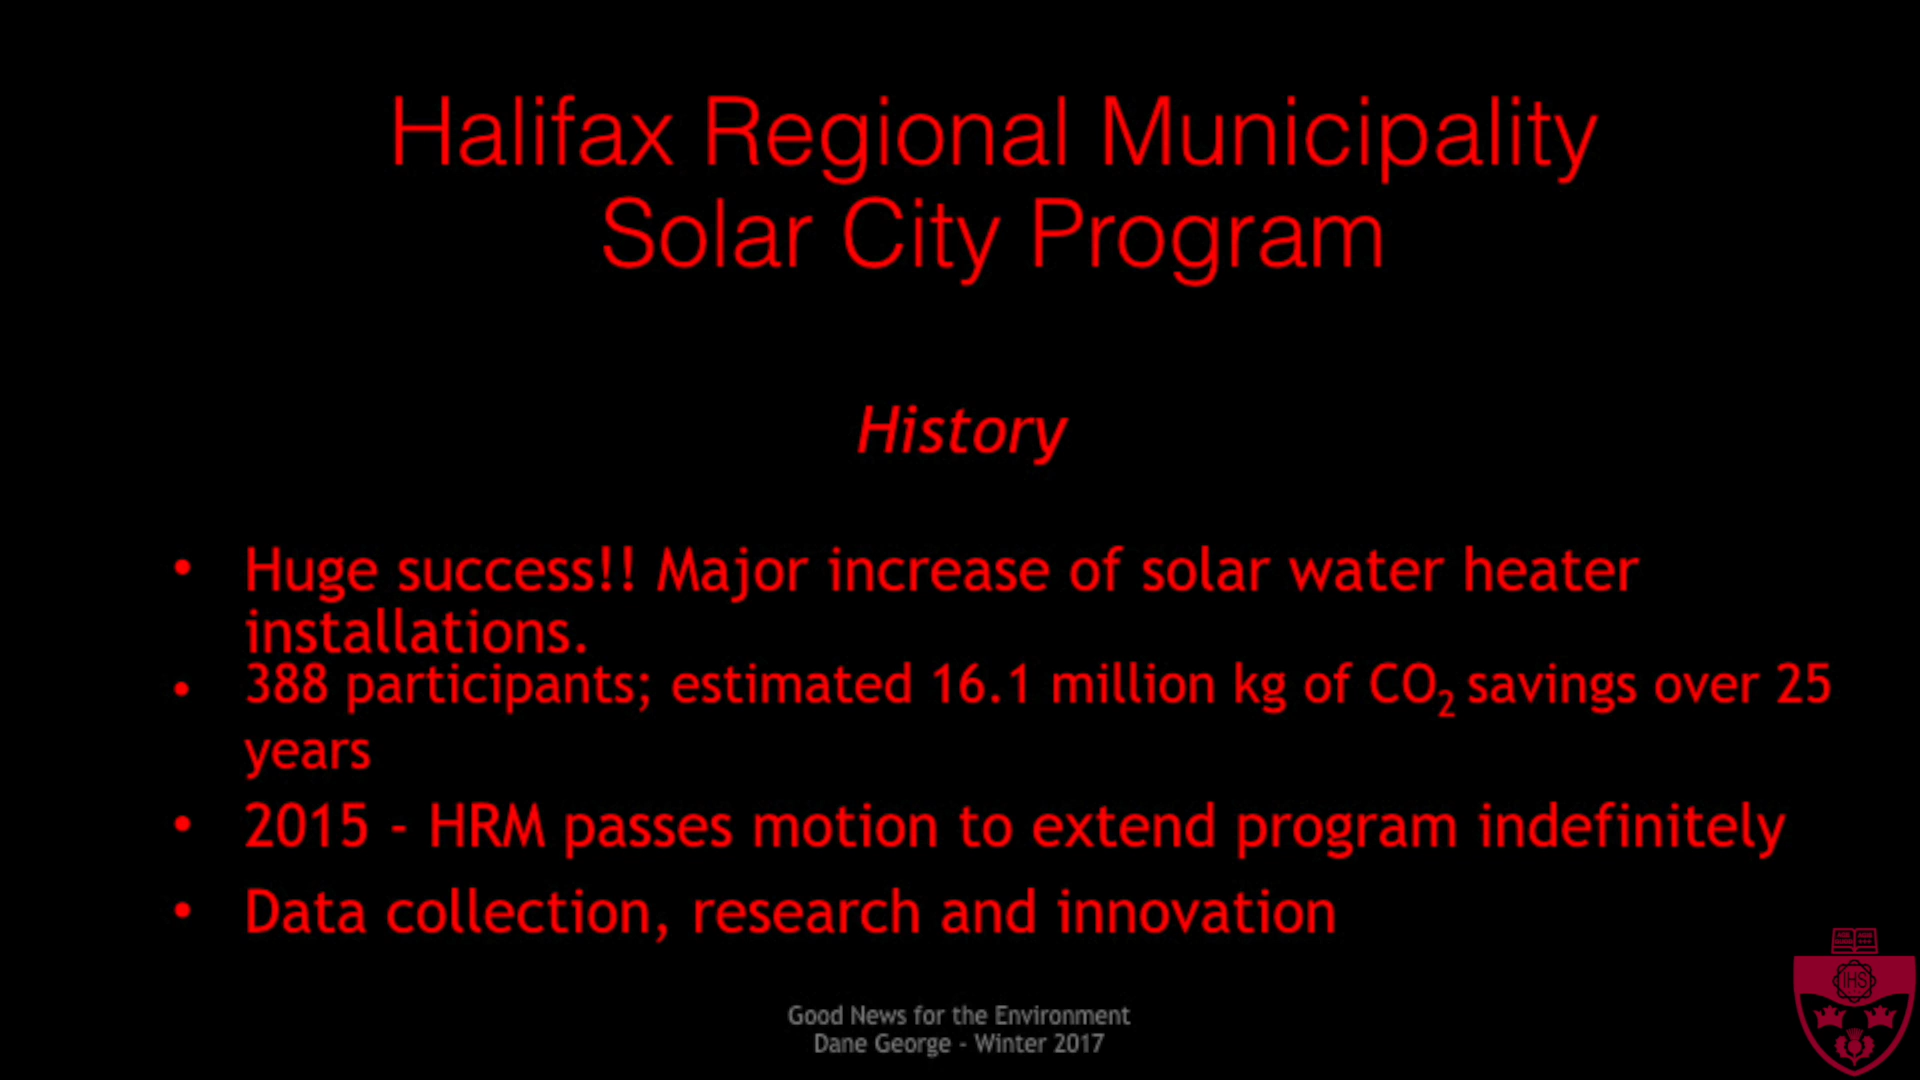 Halifax Regional Municipality
Solar City Program
History
• Huge success!! Major increase of solar water heater
installations.
• 388 participants; estimated 16.1 million kg of CO₂ savings over 25
years
• 2015 - HRM passes motion to extend program indefinitely
• Data collection, research and innovation
Good News for the Environment
Dane George - Winter 2017
IHS